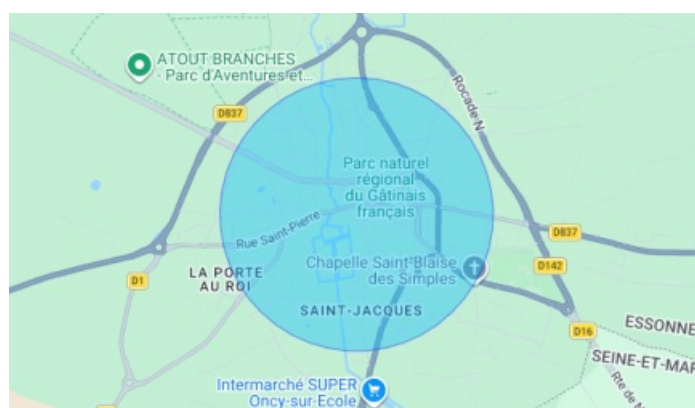 ATOUT BRANCHES
- Parc d'Aventures et...
D837
Rocade N
Parc naturel
régional
du Gâtinais
français
Rue Saint-Pierre
D837
LA PORTE
AU ROI
Chapelle Saint-Blaise
des Simples
D142
D1
SAINT-JACQUES
ESSONNE
D16
SEINE-ET-MAR
Rte de N
Intermarché SUPER
Oncy-sur-Ecole